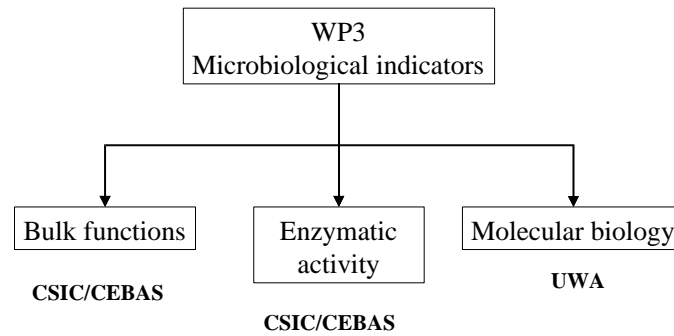 WP3
Microbiological indicators
Bulk functions
Enzymatic
activity
Molecular biology
CSIC/CEBAS
CSIC/CEBAS
UWA